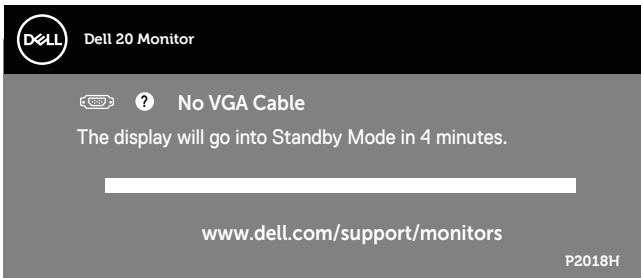 DELL
Dell 20 Monitor
? No VGA Cable
The display will go into Standby Mode in 4 minutes.
www.dell.com/support/monitors
P2018H